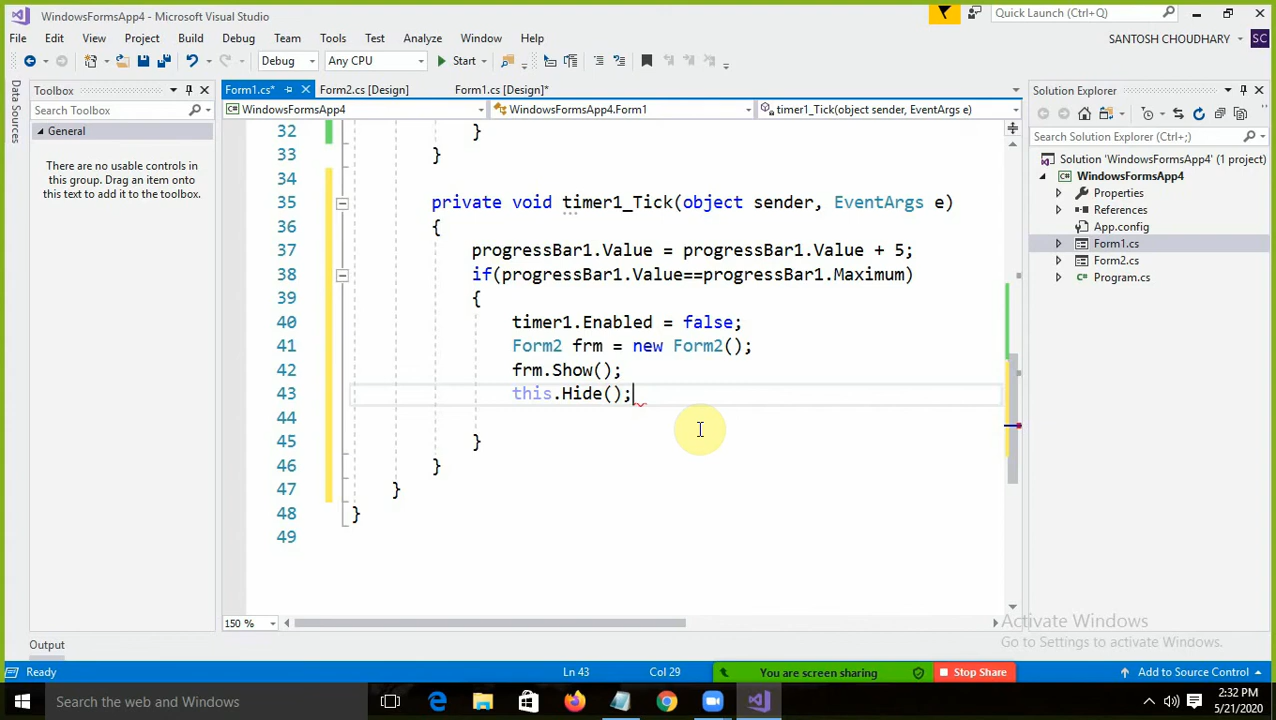 WindowsFormsApp4 - Microsoft Visual Studio
Quick Launch (Ctrl+Q)
File Edit View Project Build Debug Team Tools Test Analyze Window Help
SANTOSH CHOUDHARY SC
Debug Any CPU Start
Data Sources
Toolbox
Search Toolbox
General
There are no usable controls in
this group. Drag an item onto
this text to add it to the toolbox.
Form1.cs* Form2.cs [Design] Form1.cs [Design]*
WindowsFormsApp4 WindowsFormsApp4.Form1 timer1_Tick(object sender, EventArgs e)
32 }
33 }
34
35 private void timer1_Tick(object sender, EventArgs e)
36 {
37 progressBar1.Value = progressBar1.Value + 5;
38 if(progressBar1.Value==progressBar1.Maximum)
39 {
40 timer1.Enabled = false;
41 Form2 frm = new Form2();
42 frm.Show();
43 this.Hide();
44
45 }
46 }
47 }
48 }
49
150 %
Solution Explorer
Search Solution Explorer (Ctrl+;)
Solution 'WindowsFormsApp4' (1 project)
WindowsFormsApp4
Properties
References
App.config
Form1.cs
Form2.cs
Program.cs
Activate Windows
Go to Settings to activate Windows.
Output
Ready Ln 43 Col 29 You are screen sharing Stop Share Add to Source Control
Search the web and Windows
2:32 PM
5/21/2020